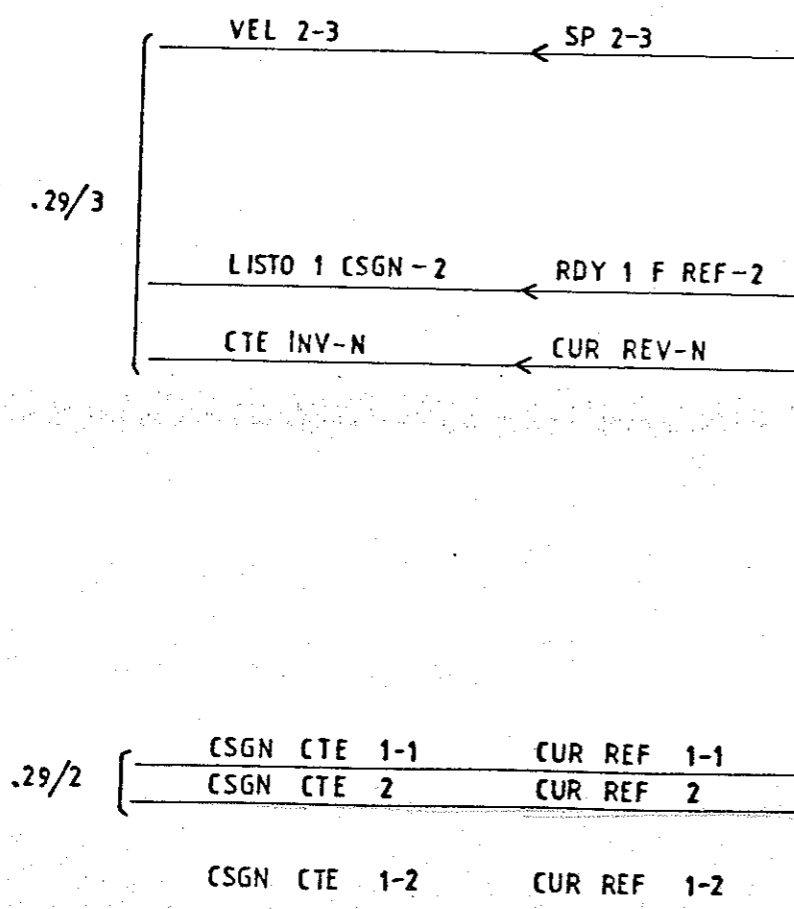 VEL 2-3 SP 2-3
.29/3
LISTO 1 CSGN-2 RDY 1 F REF-2
CTE INV-N CUR REV-N
CSGN CTE 1-1 CUR REF 1-1
.29/2
CSGN CTE 2 CUR REF 2
CSGN CTE 1-2 CUR REF 1-2